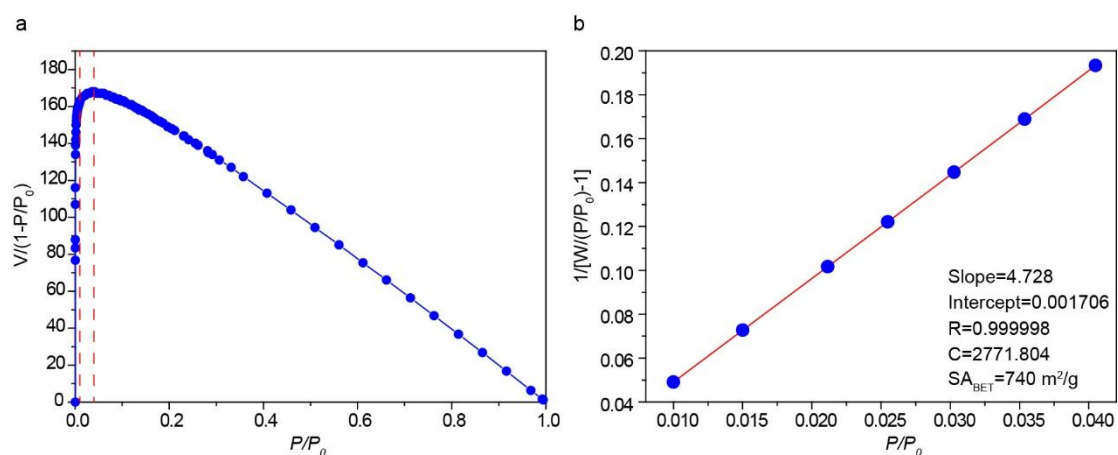 a
V/(1-P/P₀)
180
160
140
120
100
80
60
40
20
0
0.0
0.2
0.4
0.6
0.8
1.0
P/P₀
b
1/[W/(P/P₀)-1]
0.20
0.18
0.16
0.14
0.12
0.10
0.08
0.06
0.04
0.010
0.015
0.020
0.025
0.030
0.035
0.040
P/P₀
Slope=4.728
Intercept=0.001706
R=0.999998
C=2771.804
SA_BET=740 m²/g